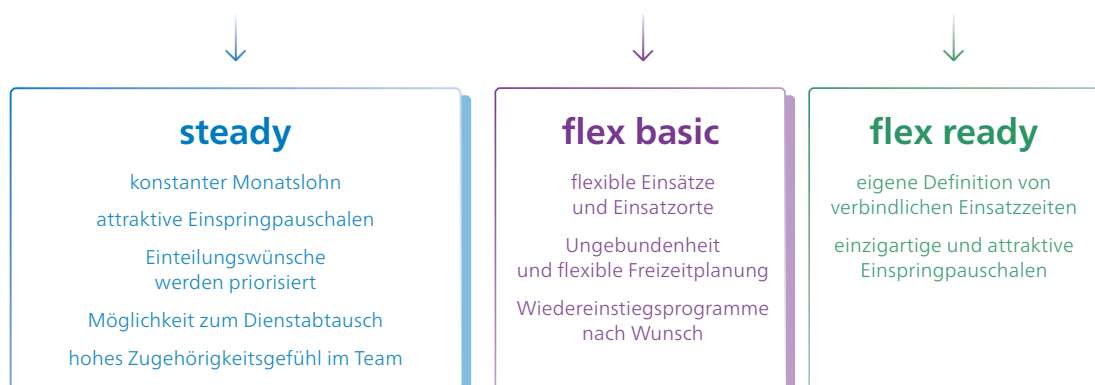 steady
konstanter Monatslohn
attraktive Einspringpauschalen
Einteilungswünsche
werden priorisiert
Möglichkeit zum Dienstabtausch
hohes Zugehörigkeitsgefühl im Team
flex basic
flexible Einsätze
und Einsatzorte
Ungebundenheit
und flexible Freizeitplanung
Wiedereinstiegsprogramme
nach Wunsch
flex ready
eigene Definition von
verbindlichen Einsatzzeiten
einzigartige und attraktive
Einspringpauschalen